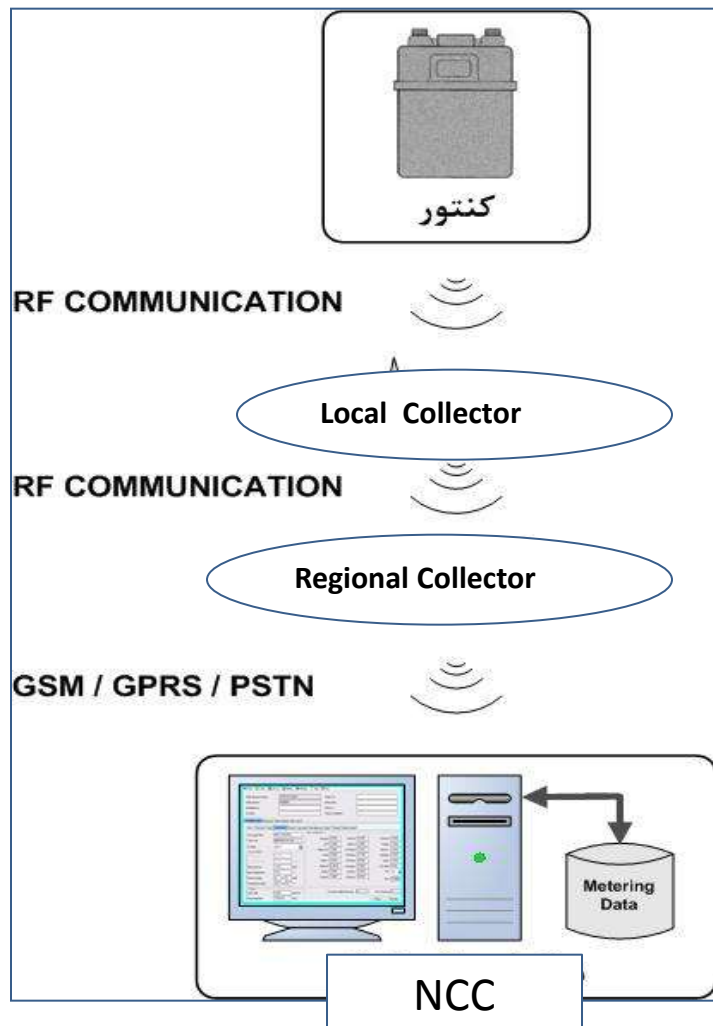 کنتور
RF COMMUNICATION
Local Collector
RF COMMUNICATION
Regional Collector
GSM / GPRS / PSTN
Metering
Data
NCC